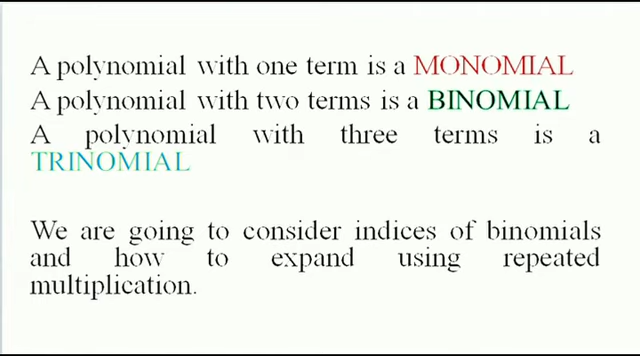 A polynomial with one term is a MONOMIAL
A polynomial with two terms is a BINOMIAL
A polynomial with three terms is a
TRINOMIAL
We are going to consider indices of binomials
and how to expand using repeated
multiplication.